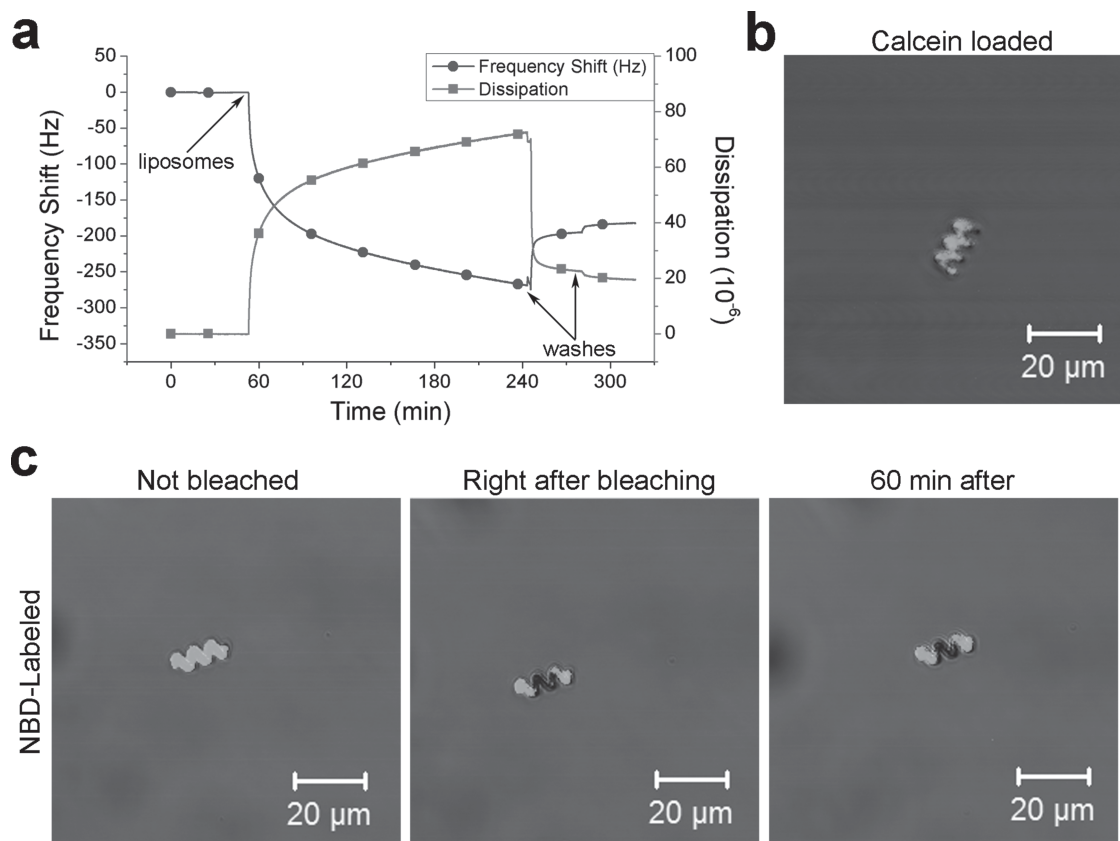 a
50
0
-50
-100
-150
-200
-250
-300
-350
Frequency Shift (Hz)
0
60
120
180
240
300
Time (min)
100
80
60
40
20
0
Dissipation (10⁻⁶)
Frequency Shift (Hz)
Dissipation
liposomes
washes
b
Calcein loaded
20 µm
c
Not bleached
Right after bleaching
60 min after
NBD-Labeled
20 µm
20 µm
20 µm